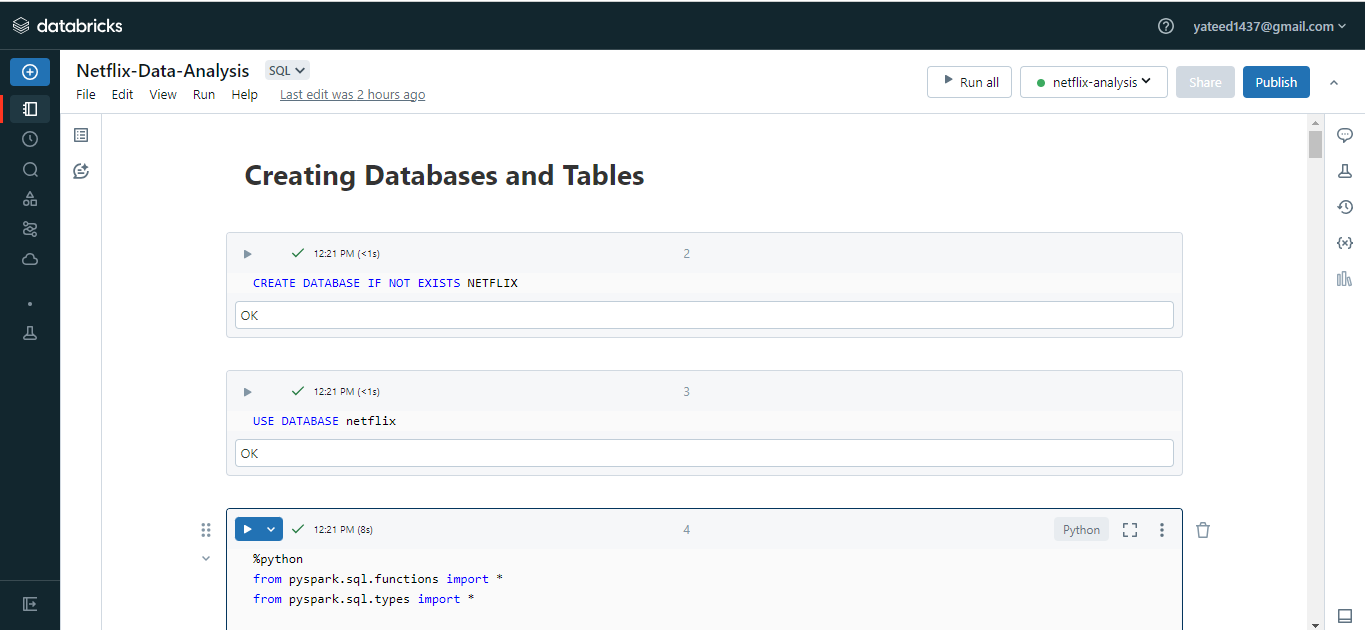 databricks
yateed1437@gmail.com
Netflix-Data-Analysis SQL
File Edit View Run Help Last edit was 2 hours ago
Run all netflix-analysis Share Publish
Creating Databases and Tables
12:21 PM (<1s) 2
CREATE DATABASE IF NOT EXISTS NETFLIX
OK
12:21 PM (<1s) 3
USE DATABASE netflix
OK
12:21 PM (8s) 4 Python
%python
from pyspark.sql.functions import *
from pyspark.sql.types import *